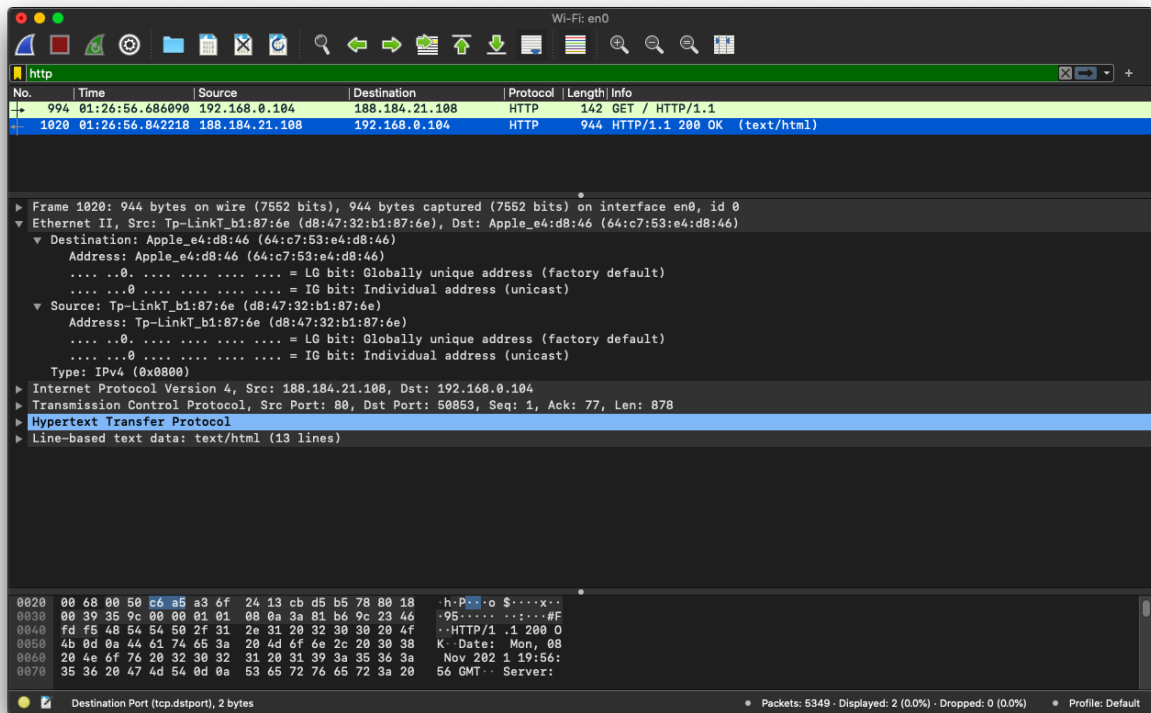 Wi-Fi: en0
http
No. Time Source Destination Protocol Length Info
994 01:26:56.686090 192.168.0.104 188.184.21.108 HTTP 142 GET / HTTP/1.1
1020 01:26:56.842218 188.184.21.108 192.168.0.104 HTTP 944 HTTP/1.1 200 OK (text/html)
Frame 1020: 944 bytes on wire (7552 bits), 944 bytes captured (7552 bits) on interface en0, id 0
Ethernet II, Src: Tp-LinkT_b1:87:6e (d8:47:32:b1:87:6e), Dst: Apple_e4:d8:46 (64:c7:53:e4:d8:46)
Destination: Apple_e4:d8:46 (64:c7:53:e4:d8:46)
Address: Apple_e4:d8:46 (64:c7:53:e4:d8:46)
.... ..0. .... .... .... .... = LG bit: Globally unique address (factory default)
.... ...0 .... .... .... .... = IG bit: Individual address (unicast)
Source: Tp-LinkT_b1:87:6e (d8:47:32:b1:87:6e)
Address: Tp-LinkT_b1:87:6e (d8:47:32:b1:87:6e)
.... ..0. .... .... .... .... = LG bit: Globally unique address (factory default)
.... ...0 .... .... .... .... = IG bit: Individual address (unicast)
Type: IPv4 (0x0800)
Internet Protocol Version 4, Src: 188.184.21.108, Dst: 192.168.0.104
Transmission Control Protocol, Src Port: 80, Dst Port: 50853, Seq: 1, Ack: 77, Len: 878
Hypertext Transfer Protocol
Line-based text data: text/html (13 lines)
0020 00 68 00 50 c6 a5 a3 6f 24 13 cb d5 b5 78 80 18 ·h·P···o $····x··
0030 00 39 35 9c 00 00 01 01 08 0a 3a 81 b6 9c 23 46 ·95····· ··:···#F
0040 fd f5 48 54 54 50 2f 31 2e 31 20 32 30 30 20 4f ··HTTP/1 .1 200 O
0050 4b 0d 0a 44 61 74 65 3a 20 4d 6f 6e 2c 20 30 38 K··Date: Mon, 08
0060 20 4e 6f 76 20 32 30 32 31 20 31 39 3a 35 36 3a Nov 202 1 19:56:
0070 35 36 20 47 4d 54 0d 0a 53 65 72 76 65 72 3a 20 56 GMT·· Server:
Destination Port (tcp.dstport), 2 bytes Packets: 5349 · Displayed: 2 (0.0%) · Dropped: 0 (0.0%) Profile: Default